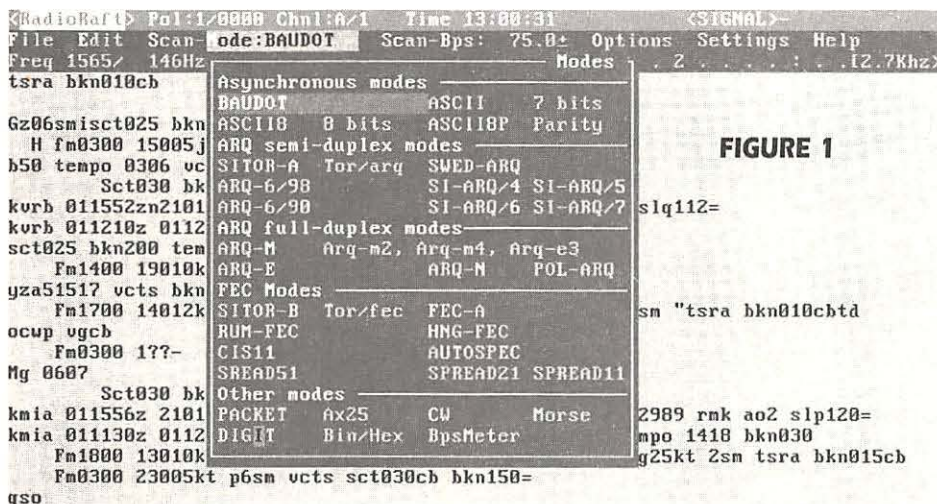 <RadioRaft> Pol:1/0000 Chnl:A/1 Time 13:00:31 <SIGNAL>-
File Edit Scan- ode:BAUDOT Scan-Bps: 75.0± Options Settings Help
Freq 1565/ 146Hz Modes . 2 . . . . . : . .[2.7Khz>
tsra bkn010cb Asynchronous modes
BAUDOT ASCII 7 bits
Gz06smisct025 bkn ASCII8 8 bits ASCII8P Parity
H fm0300 15005j ARQ semi-duplex modes
FIGURE 1
b50 tempo 0306 vc SITOR-A Tor/arq SWED-ARQ
Sct030 bk ARQ-6/98 SI-ARQ/4 SI-ARQ/5
kvrb 011552zn2101 ARQ-6/90 SI-ARQ/6 SI-ARQ/7 slq112=
kvrb 011210z 0112 ARQ full-duplex modes
sct025 bkn200 tem ARQ-M Arq-m2, Arq-m4, Arq-e3
Fm1400 19010k ARQ-E ARQ-N POL-ARQ
yza51517 vcts bkn FEC Modes
Fm1700 14012k SITOR-B Tor/fec FEC-A sm "tsra bkn010cbtd
ocwp vgcb RUM-FEC HNG-FEC
Fm0300 1??- CIS11 AUTOSPEC
Mg 0607 SREAD51 SPREAD21 SPREAD11
Sct030 bk Other modes
kmia 011556z 2101 PACKET Ax25 CW Morse 2989 rmk ao2 slp120=
kmia 011130z 0112 DIGIT Bin/Hex BpsMeter mpo 1418 bkn030
Fm1800 13010k g25kt 2sm tsra bkn015cb
Fm0300 23005kt p6sm vcts sct030cb bkn150=
qso